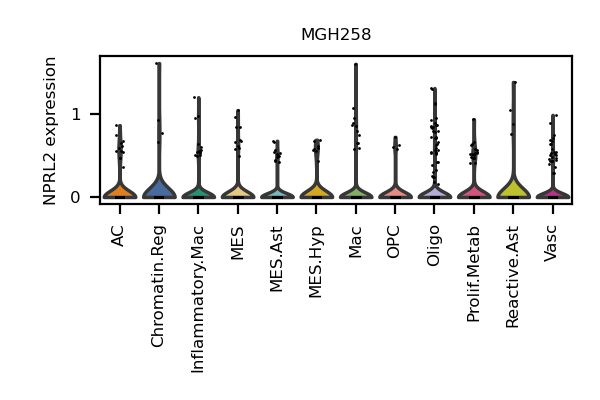 MGH258
NPRL2 expression
1
0
AC
Chromatin.Reg
Inflammatory.Mac
MES
MES.Ast
MES.Hyp
Mac
OPC
Oligo
Prolif.Metab
Reactive.Ast
Vasc